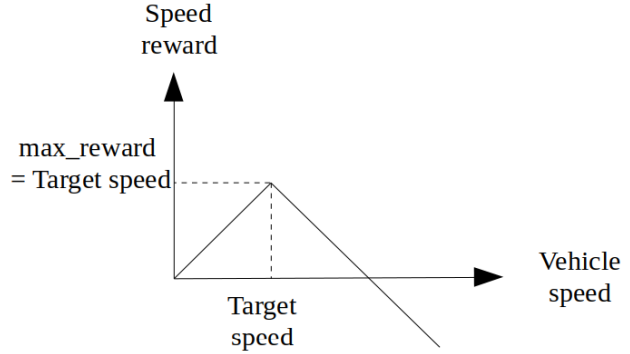 Speed
reward
max_reward
= Target speed
Vehicle
speed
Target
speed